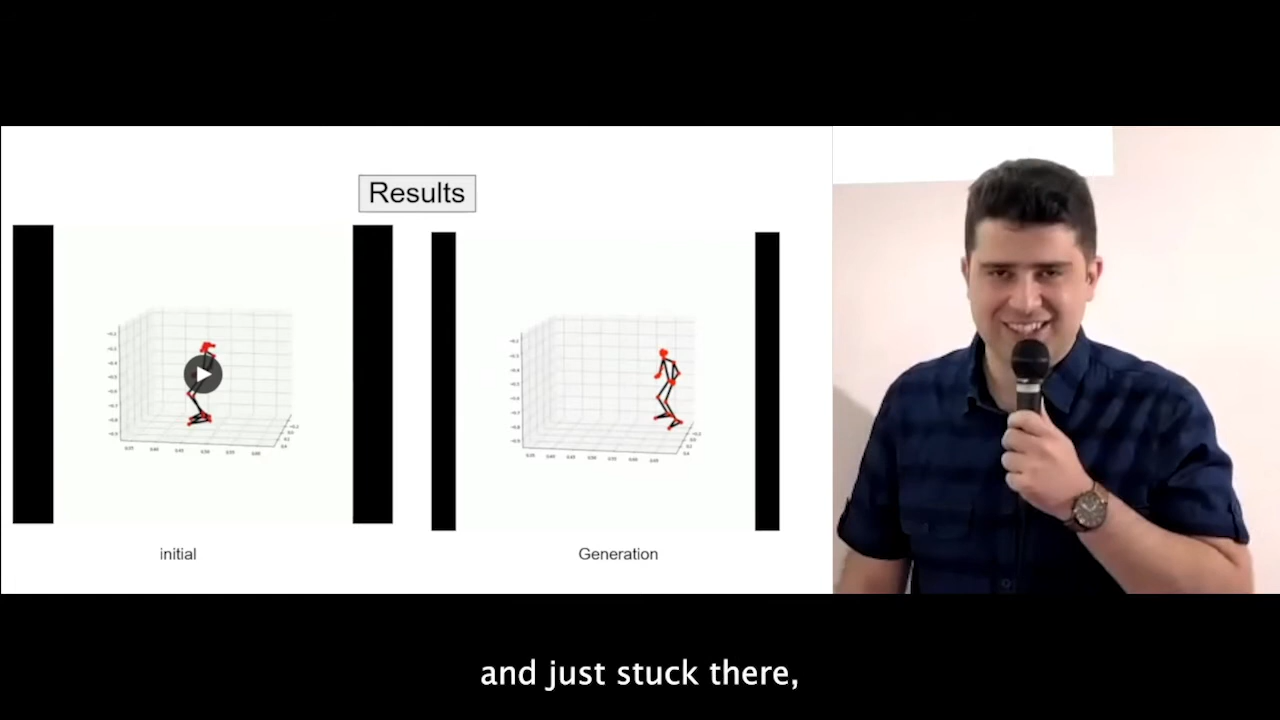 Results
initial
Generation
and just stuck there,